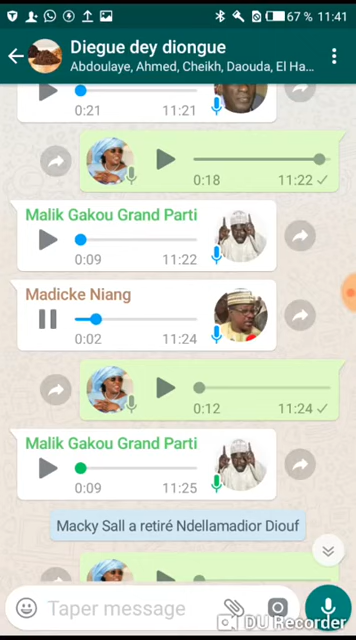 67 % 11:41
Diegue dey diongue
Abdoulaye, Ahmed, Cheikh, Daouda, El Ha...
0:21 11:21
0:18 11:22
Malik Gakou Grand Parti
0:09 11:22
Madicke Niang
0:02 11:24
0:12 11:24
Malik Gakou Grand Parti
0:09 11:25
Macky Sall a retiré Ndellamadior Diouf
Taper message
DU Recorder